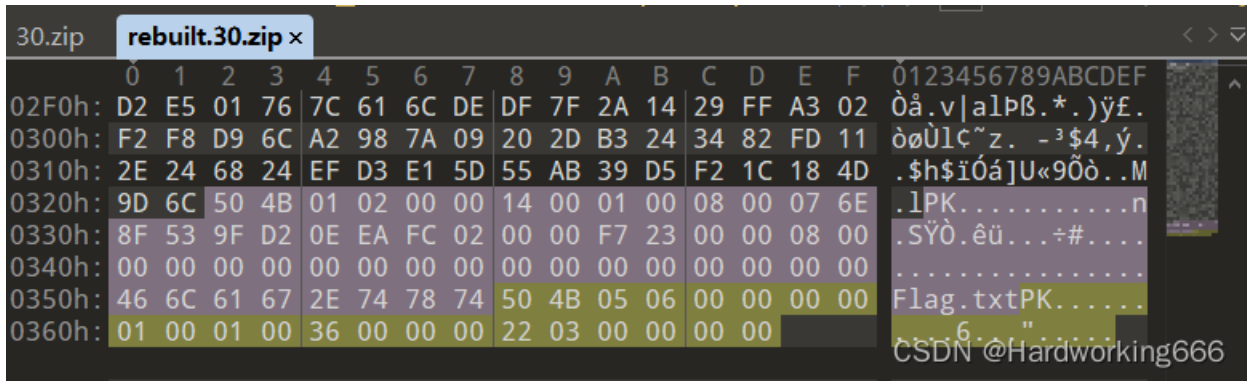 30.zip rebuilt.30.zip ×
0 1 2 3 4 5 6 7 8 9 A B C D E F 0123456789ABCDEF
02F0h: D2 E5 01 76 7C 61 6C DE DF 7F 2A 14 29 FF A3 02 Òå.v|alÞß.*.)ÿ£.
0300h: F2 F8 D9 6C A2 98 7A 09 20 2D B3 24 34 82 FD 11 òøÙl¢˜z. -³$4‚ý.
0310h: 2E 24 68 24 EF D3 E1 5D 55 AB 39 D5 F2 1C 18 4D .$h$ïÓá]U«9Õò..M
0320h: 9D 6C 50 4B 01 02 00 00 14 00 01 00 08 00 07 6E .lPK...........n
0330h: 8F 53 9F D2 0E EA FC 02 00 00 F7 23 00 00 08 00 .SŸÒ.êü...÷#....
0340h: 00 00 00 00 00 00 00 00 00 00 00 00 00 00 00 00 ................
0350h: 46 6C 61 67 2E 74 78 74 50 4B 05 06 00 00 00 00 Flag.txtPK......
0360h: 01 00 01 00 36 00 00 00 22 03 00 00 00 00 ....6...".....
CSDN @Hardworking666